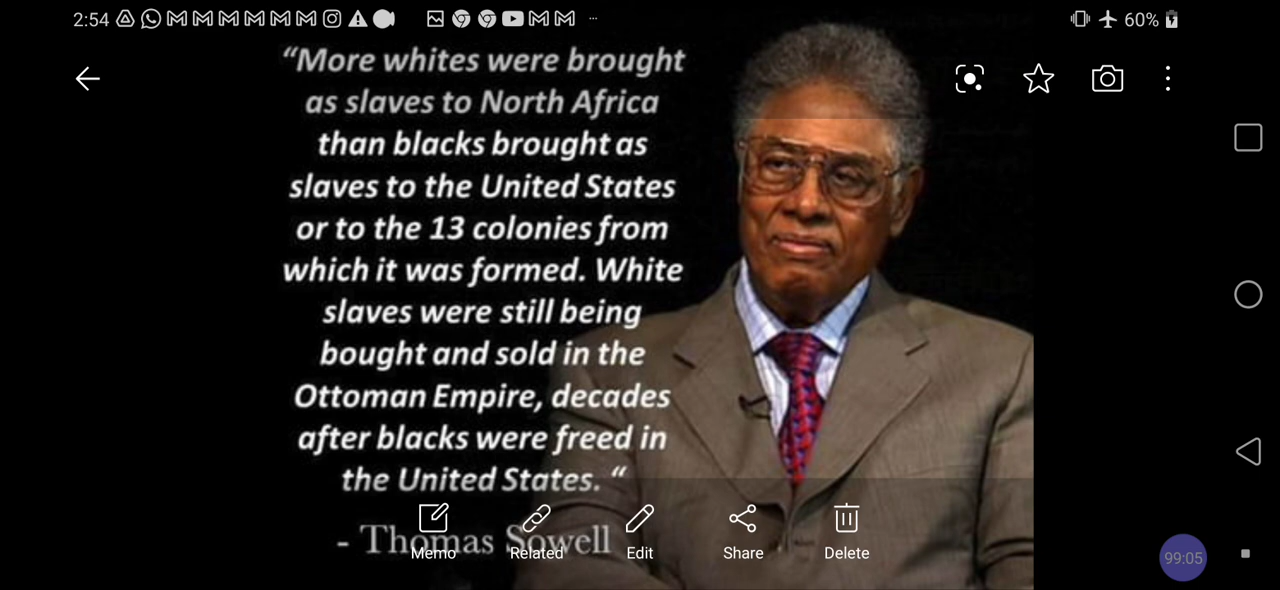 2:54
60%
“More whites were brought
as slaves to North Africa
than blacks brought as
slaves to the United States
or to the 13 colonies from
which it was formed. White
slaves were still being
bought and sold in the
Ottoman Empire, decades
after blacks were freed in
the United States. “
- Thomas Sowell
Memo
Related
Edit
Share
Delete
99:05